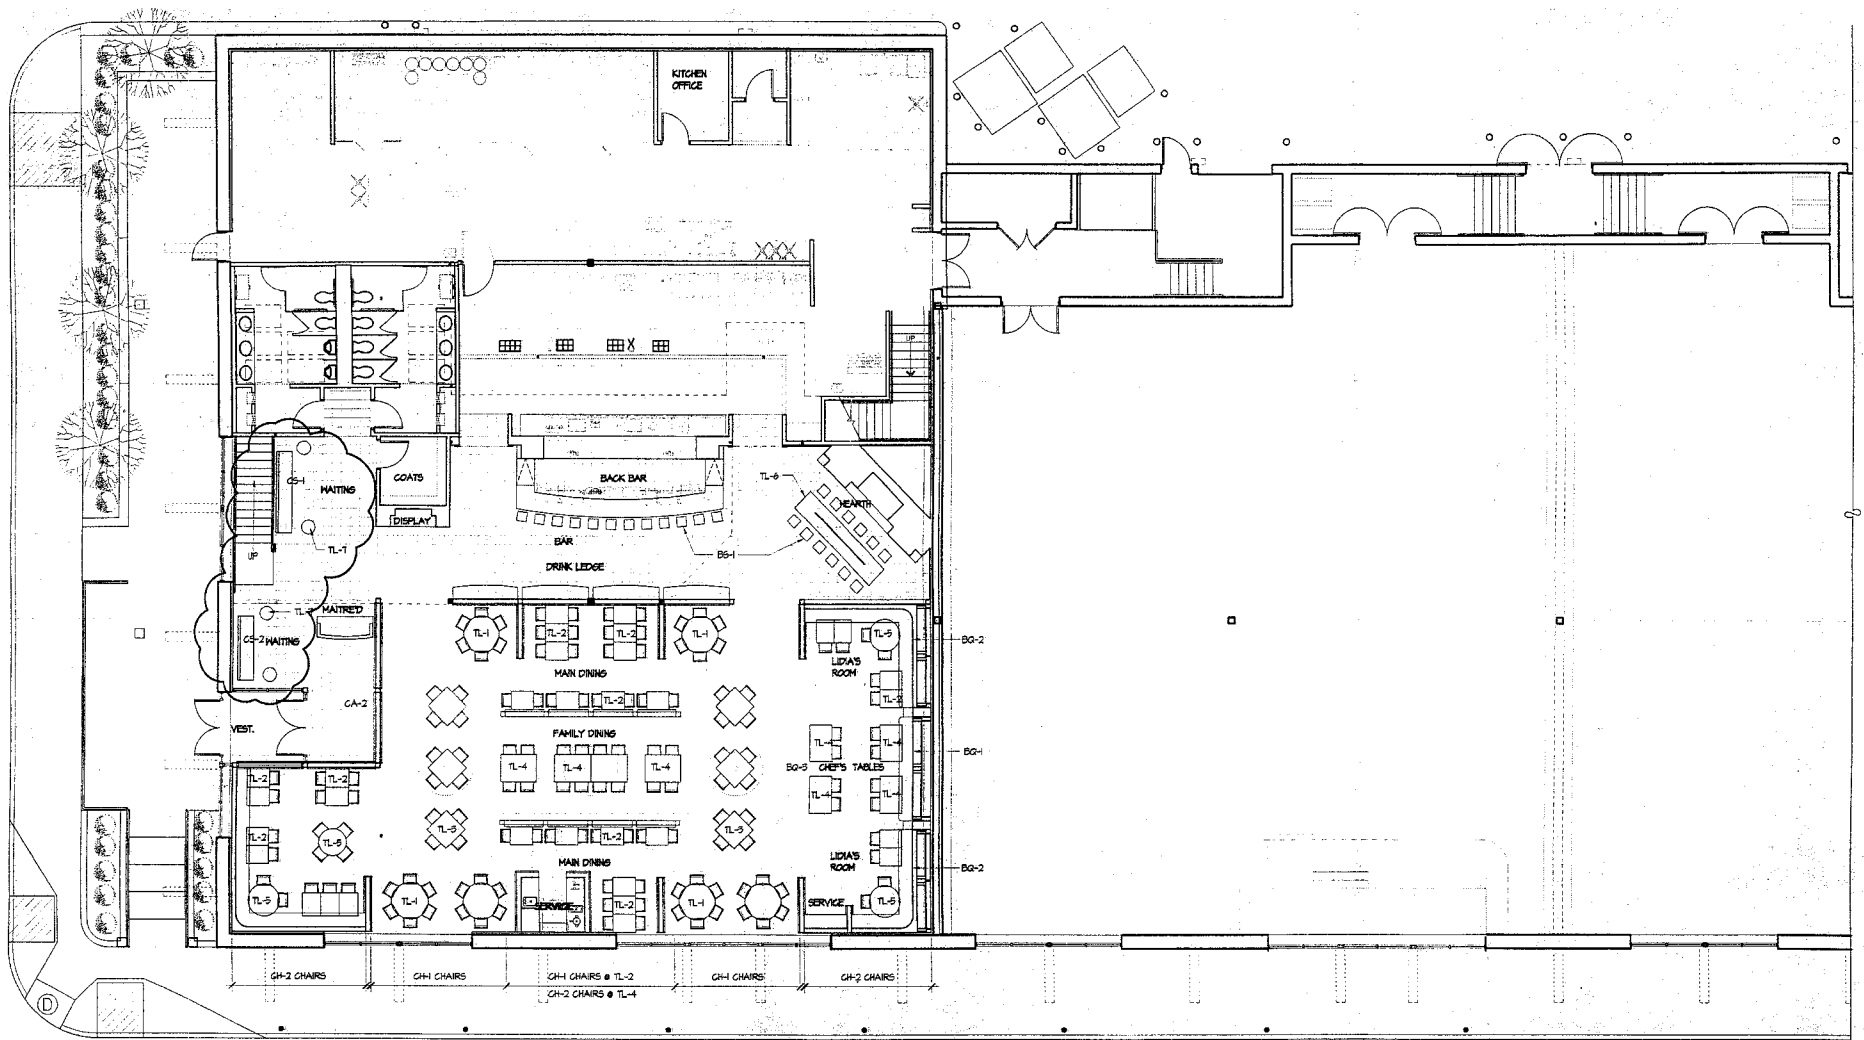 KITCHEN
OFFICE
UP
CS-1
WAITING
COATS
BACK BAR
TL-6
HEARTH
DISPLAY
BAR
BS-1
TL-7
UP
DRINK LEDGE
MAITRE'D
CS-2
WAITING
TL-1
TL-2
TL-2
TL-1
TL-5
BQ-2
LIDIA'S
ROOM
MAIN DINING
TL-2
TL-2
CA-2
VEST.
FAMILY DINING
TL-4
TL-4
BQ-1
TL-4
TL-4
TL-4
BQ-3
CHEF'S TABLES
TL-2
TL-2
TL-4
TL-4
TL-2
TL-5
TL-5
TL-2
TL-5
MAIN DINING
LIDIA'S
ROOM
BQ-2
TL-5
TL-1
SERVICE
TL-2
TL-1
SERVICE
TL-5
CH-2 CHAIRS
CH-1 CHAIRS
CH-1 CHAIRS @ TL-2
CH-1 CHAIRS
CH-2 CHAIRS
CH-2 CHAIRS @ TL-4
D